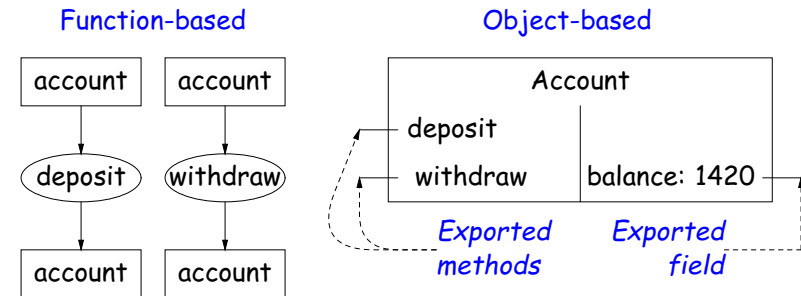 Function-based
Object-based
account
account
deposit
withdraw
account
account
Account
deposit
withdraw
balance: 1420
Exported
methods
Exported
field